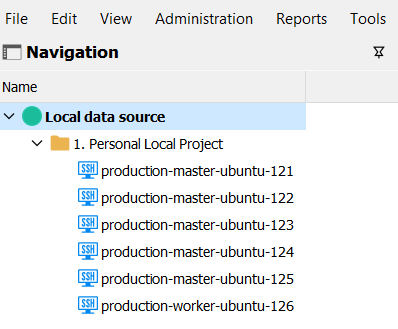 File Edit View Administration Reports Tools
Navigation
Name
Local data source
1. Personal Local Project
SSH production-master-ubuntu-121
SSH production-master-ubuntu-122
SSH production-master-ubuntu-123
SSH production-master-ubuntu-124
SSH production-master-ubuntu-125
SSH production-worker-ubuntu-126